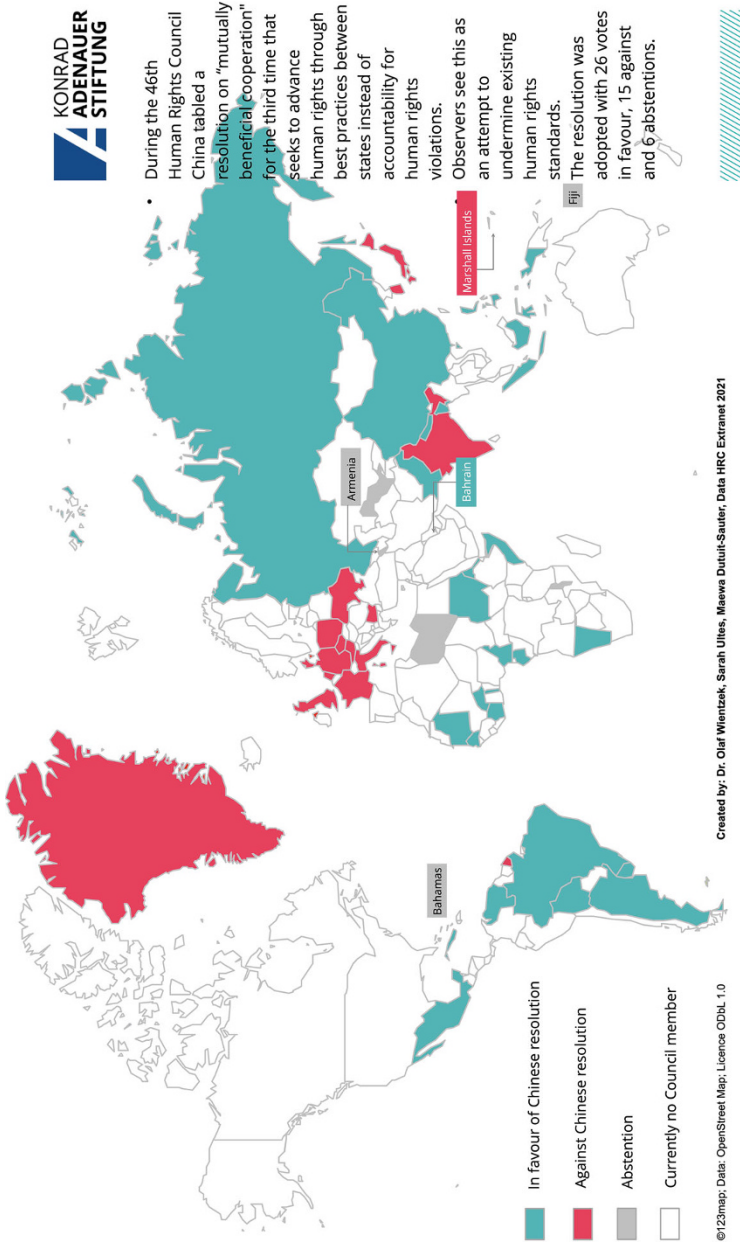 KONRAD
ADENAUER
STIFTUNG
• During the 46th
Human Rights Council
China tabled a
resolution on "mutually
beneficial cooperation"
for the third time that
seeks to advance
human rights through
best practices between
states instead of
accountability for
human rights
violations.
• Observers see this as
an attempt to
undermine existing
human rights
standards.
The resolution was
adopted with 26 votes
in favour, 15 against
and 6 abstentions.
Bahamas
Armenia
Bahrain
Marshall Islands
Fiji
In favour of Chinese resolution
Against Chinese resolution
Abstention
Currently no Council member
©123map; Data: OpenStreet Map; Licence ODbL 1.0
Created by: Dr. Olaf Wientzek, Sarah Ultes, Maewa Dutuit-Sauter, Data HRC Extranet 2021